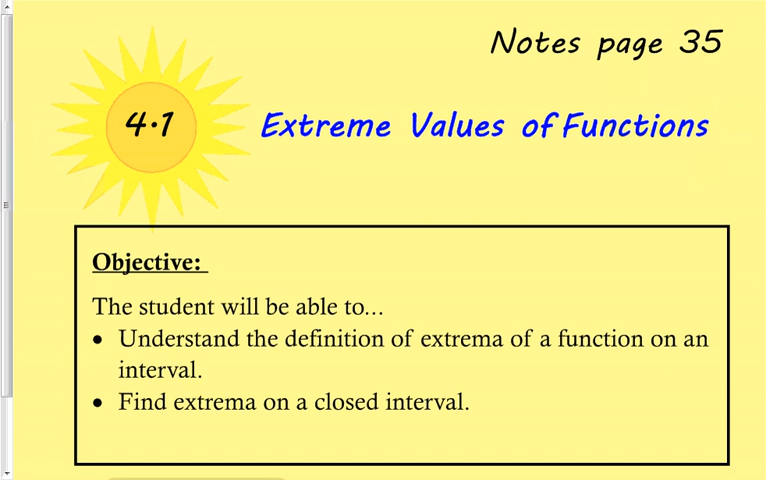 Notes page 35
4.1
Extreme Values of Functions
Objective:
The student will be able to...
• Understand the definition of extrema of a function on an
interval.
• Find extrema on a closed interval.